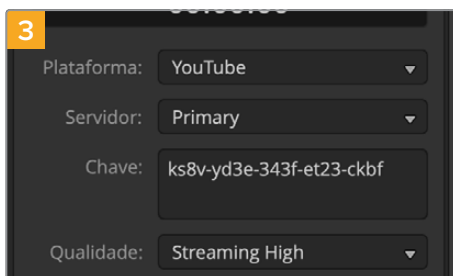 3
Plataforma: YouTube
Servidor: Primary
Chave: ks8v-yd3e-343f-et23-ckbf
Qualidade: Streaming High